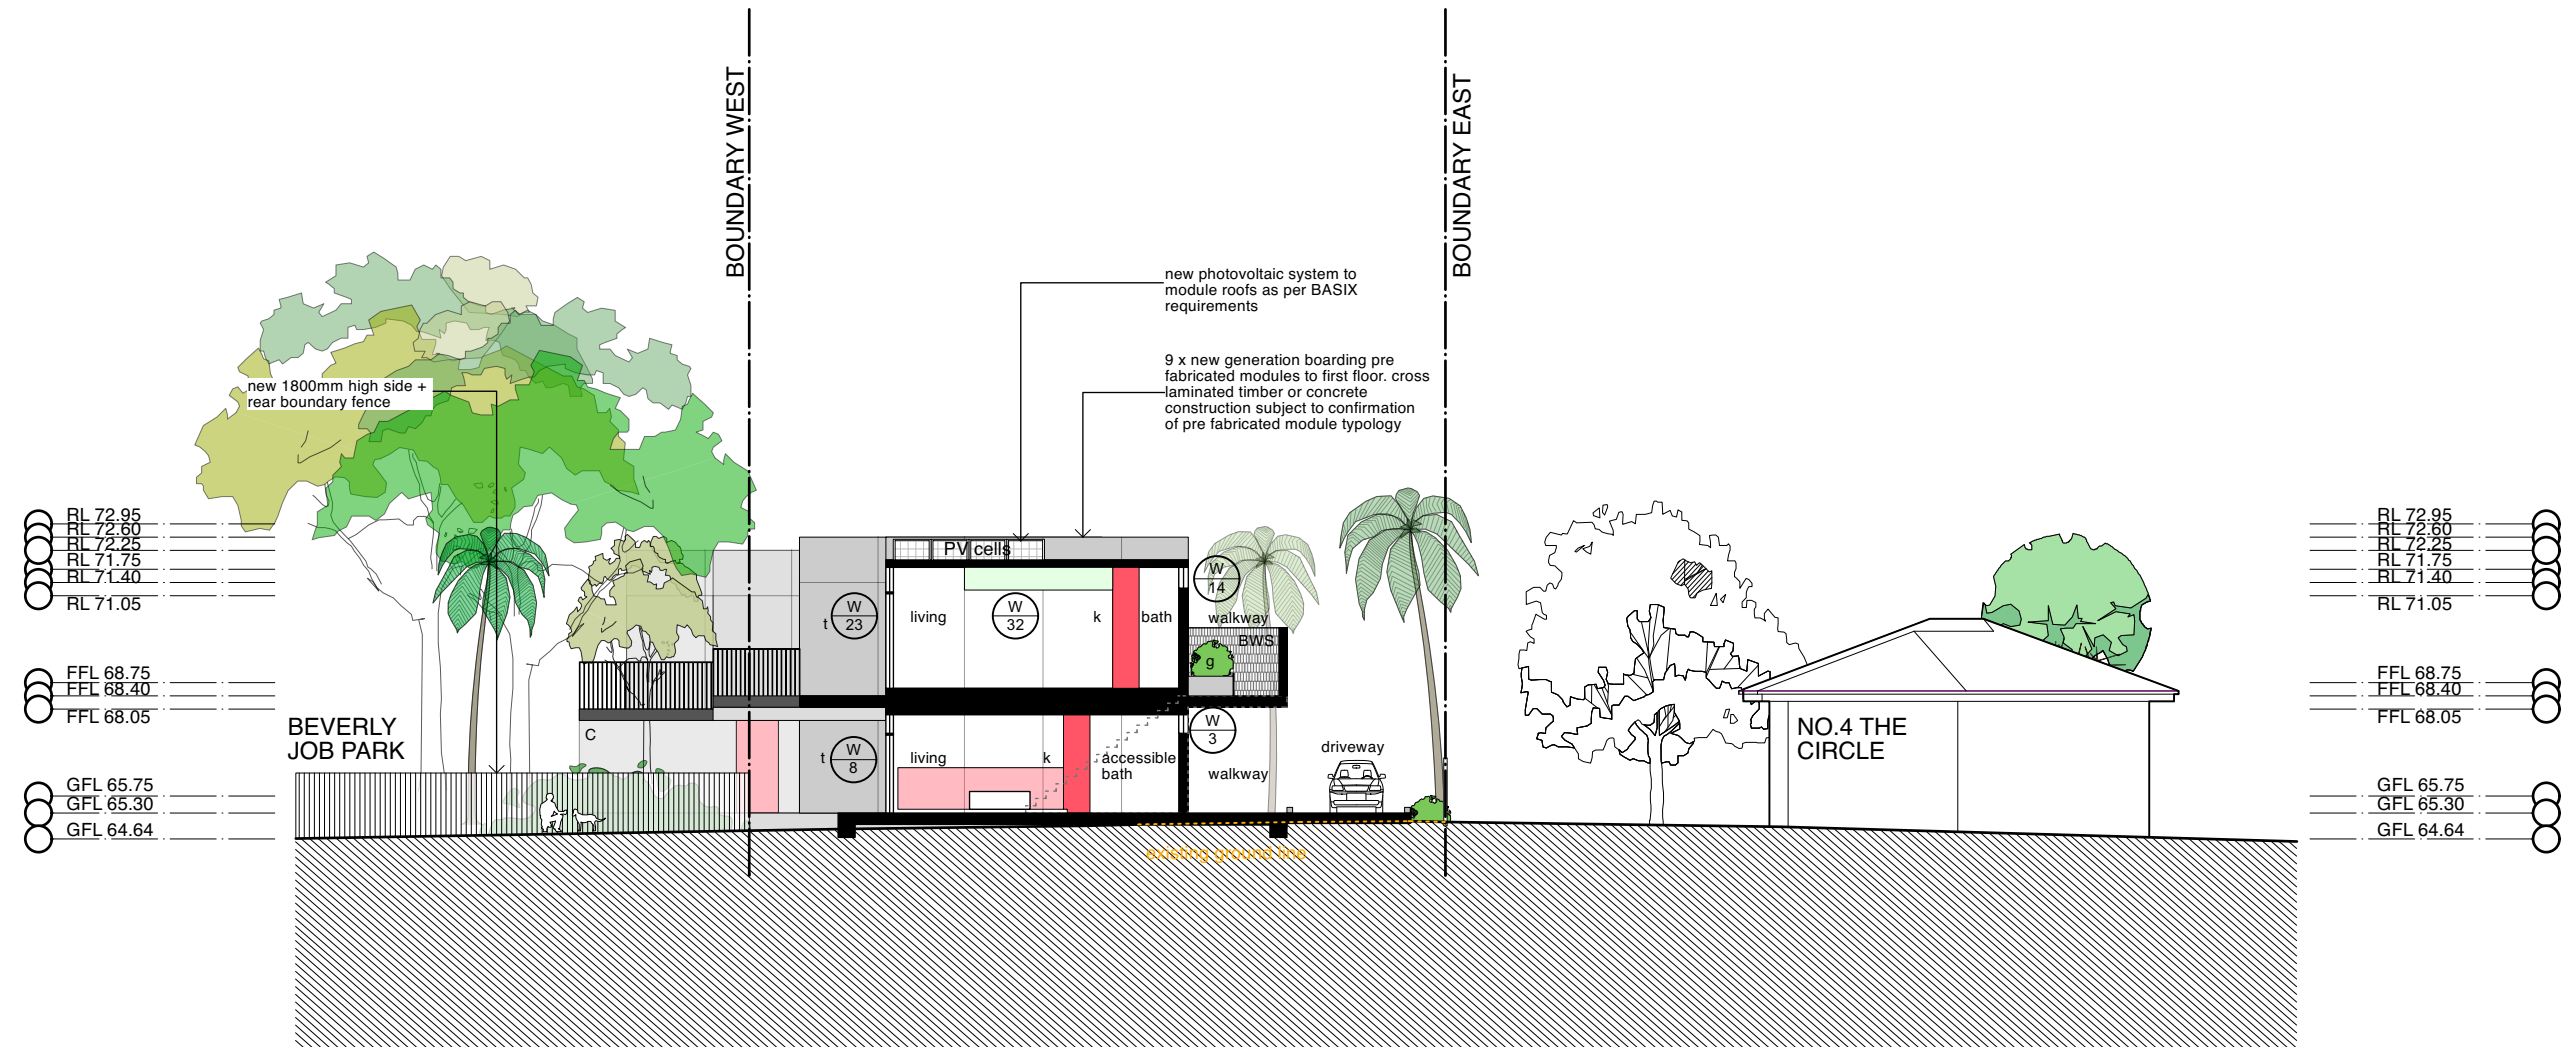 BOUNDARY WEST
BOUNDARY EAST
new photovoltaic system to
module roofs as per BASIX
requirements
9 x new generation boarding pre
fabricated modules to first floor. cross
laminated timber or concrete
construction subject to confirmation
of pre fabricated module typology
new 1800mm high side +
rear boundary fence
RL 72.95
RL 72.60
RL 72.25
RL 71.75
RL 71.40
RL 71.05
FFL 68.75
FFL 68.40
FFL 68.05
GFL 65.75
GFL 65.30
GFL 64.64
BEVERLY
JOB PARK
PV cells
W
14
W
23
t
living
W
32
k
bath
walkway
BWS
g
C
W
3
t
W
8
living
k
accessible
bath
walkway
driveway
existing ground line
NO.4 THE
CIRCLE
RL 72.95
RL 72.60
RL 72.25
RL 71.75
RL 71.40
RL 71.05
FFL 68.75
FFL 68.40
FFL 68.05
GFL 65.75
GFL 65.30
GFL 64.64